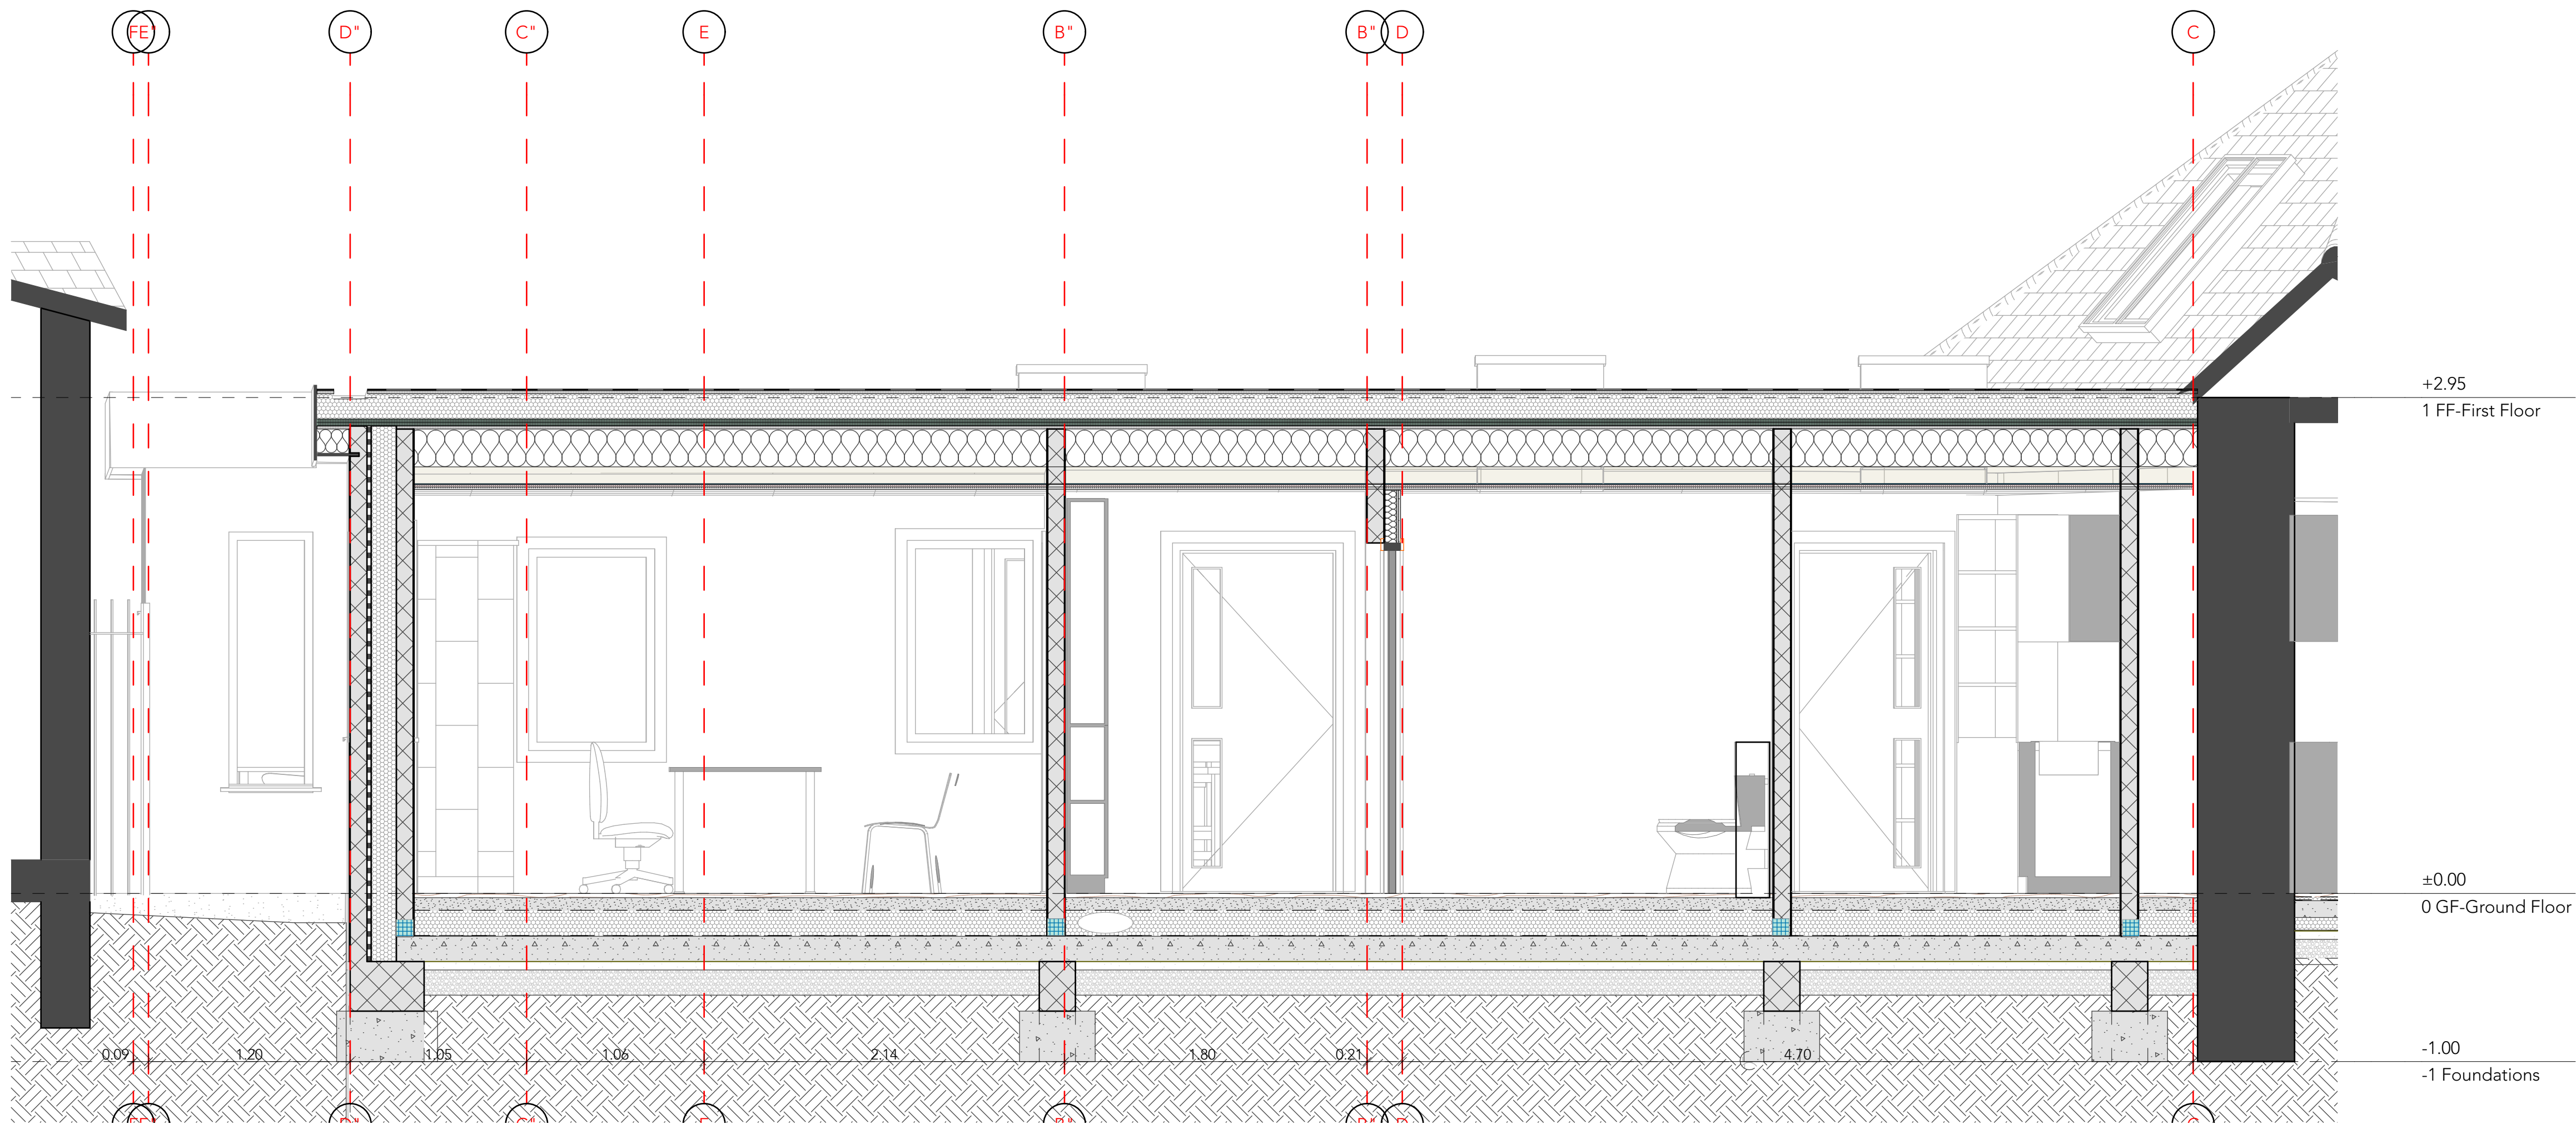 F E" D" C" E B" B" D C
+2.95
1 FF-First Floor
±0.00
0 GF-Ground Floor
0.09 1.20 1.05 1.06 2.14 1.80 0.21 4.70
-1.00
-1 Foundations